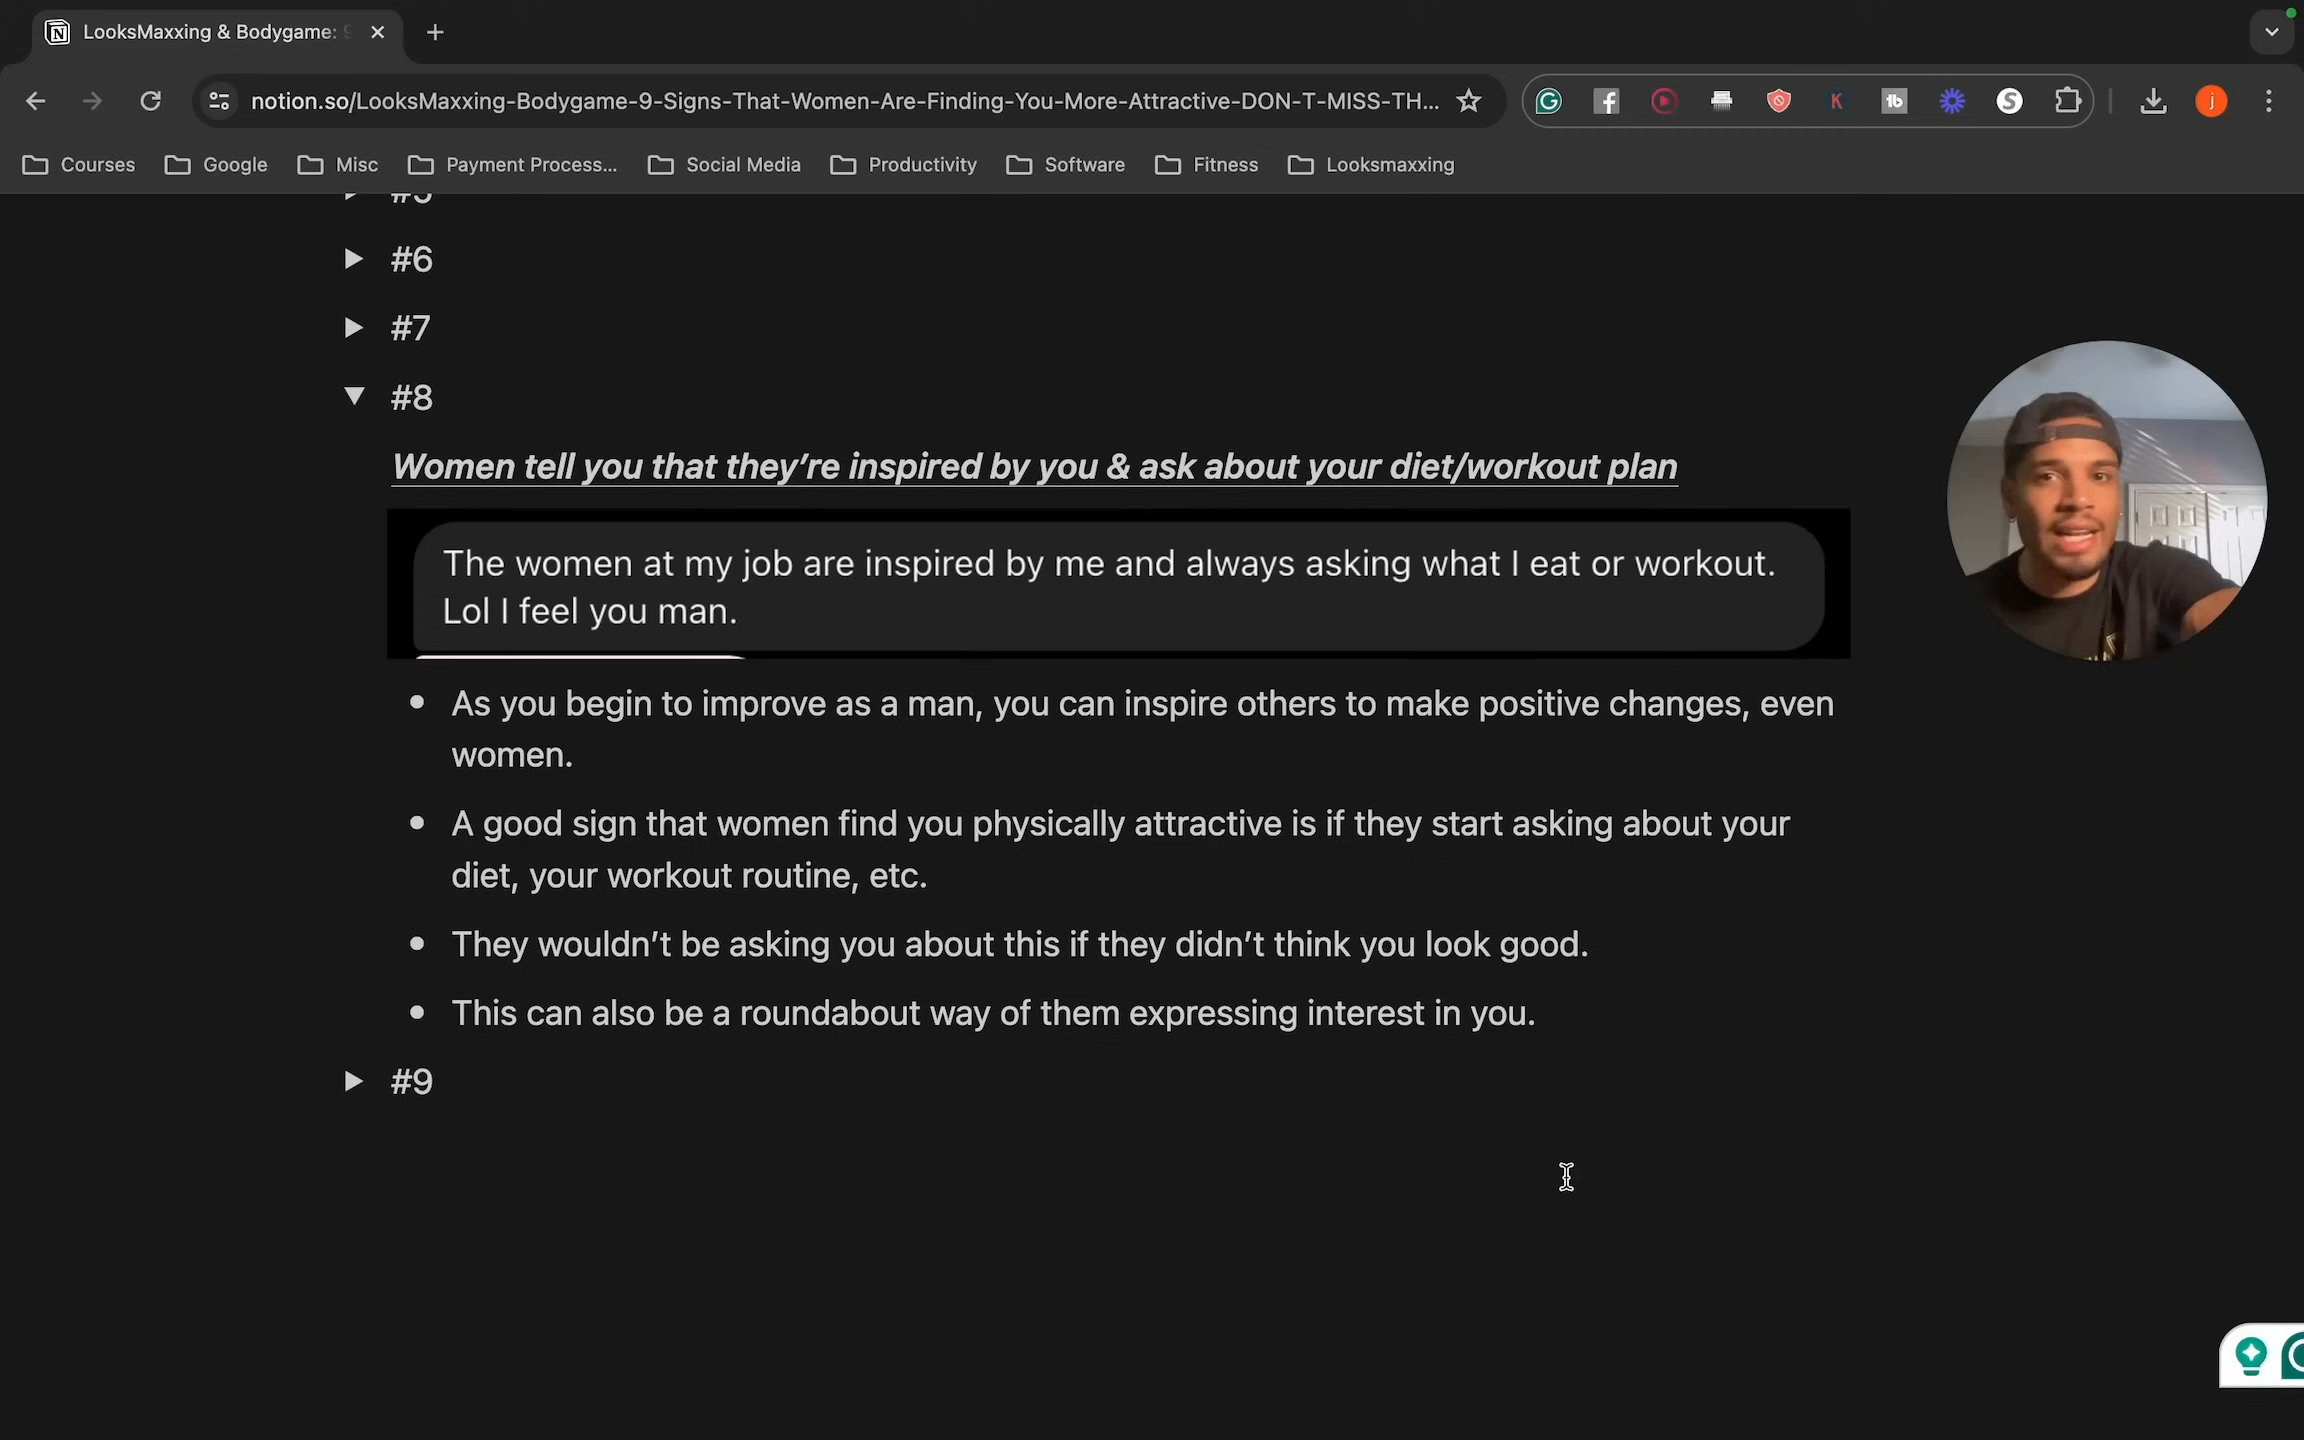 LooksMaxxing & Bodygame: 9
notion.so/LooksMaxxing-Bodygame-9-Signs-That-Women-Are-Finding-You-More-Attractive-DON-T-MISS-TH...
Courses Google Misc Payment Process... Social Media Productivity Software Fitness Looksmaxxing
#5
#6
#7
#8
Women tell you that they’re inspired by you & ask about your diet/workout plan
The women at my job are inspired by me and always asking what I eat or workout.
Lol I feel you man.
As you begin to improve as a man, you can inspire others to make positive changes, even
women.
A good sign that women find you physically attractive is if they start asking about your
diet, your workout routine, etc.
They wouldn’t be asking you about this if they didn’t think you look good.
This can also be a roundabout way of them expressing interest in you.
#9